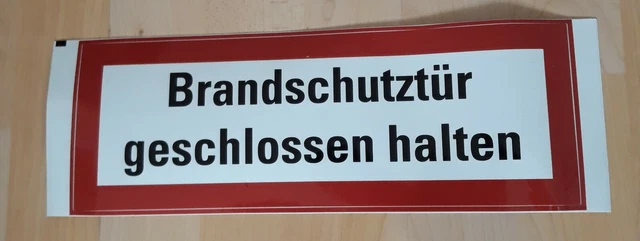 Brandschutztür
geschlossen halten